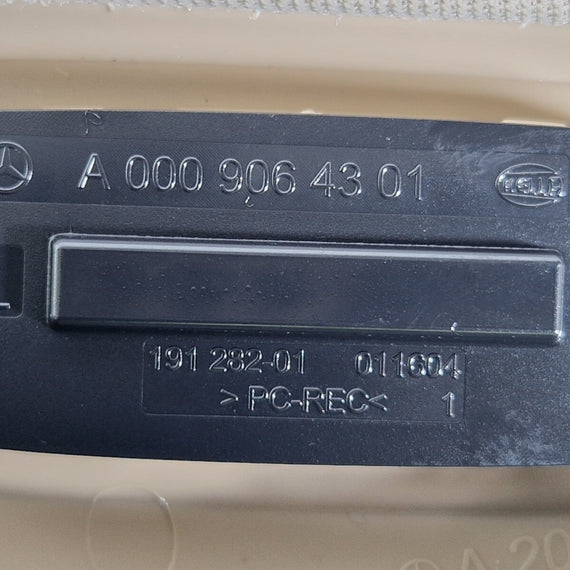 A 000 906 43 01 HELLA
191 282-01 011604
>PC-REC< 1